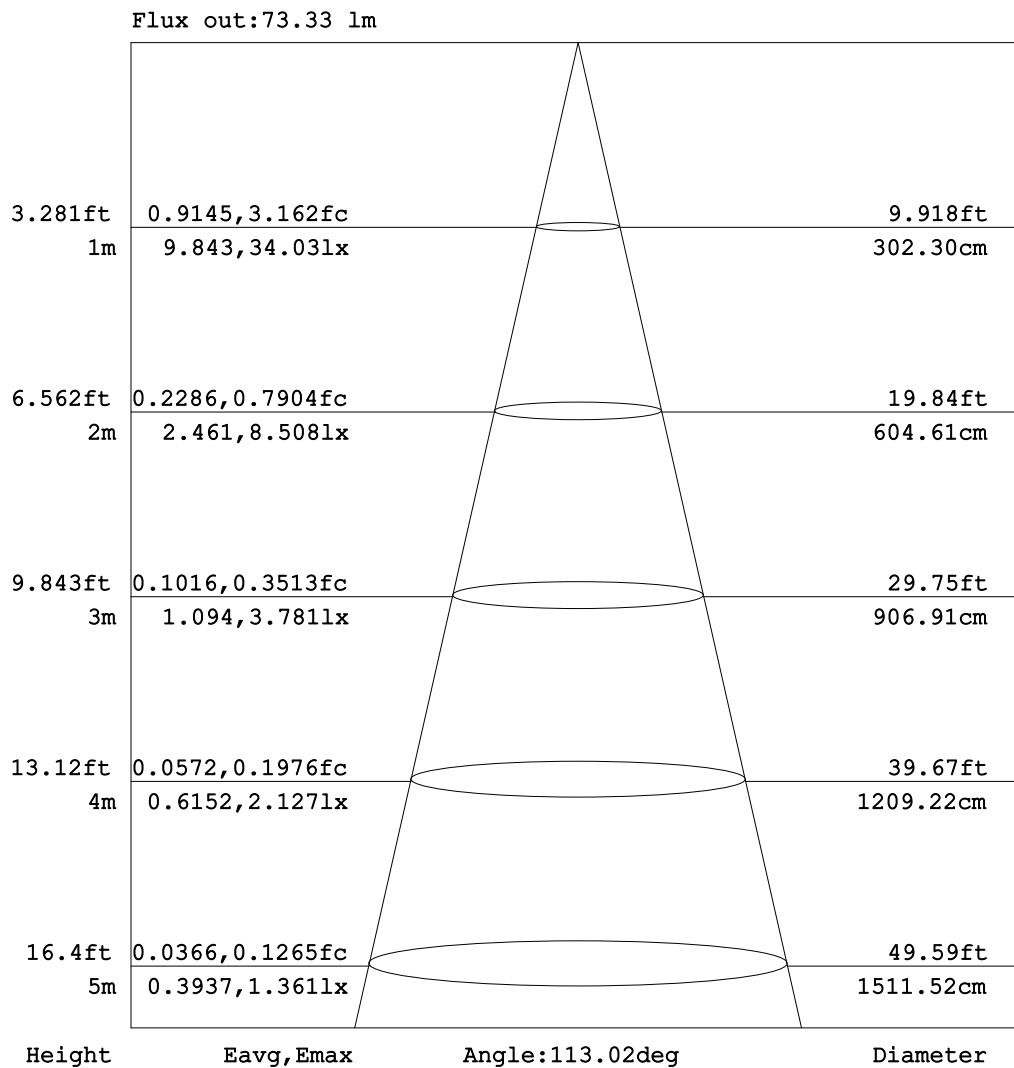 Flux out:73.33 lm
3.281ft 0.9145,3.162fc 9.918ft
1m 9.843,34.03lx 302.30cm
6.562ft 0.2286,0.7904fc 19.84ft
2m 2.461,8.508lx 604.61cm
9.843ft 0.1016,0.3513fc 29.75ft
3m 1.094,3.781lx 906.91cm
13.12ft 0.0572,0.1976fc 39.67ft
4m 0.6152,2.127lx 1209.22cm
16.4ft 0.0366,0.1265fc 49.59ft
5m 0.3937,1.361lx 1511.52cm
Height Eavg,Emax Angle:113.02deg Diameter